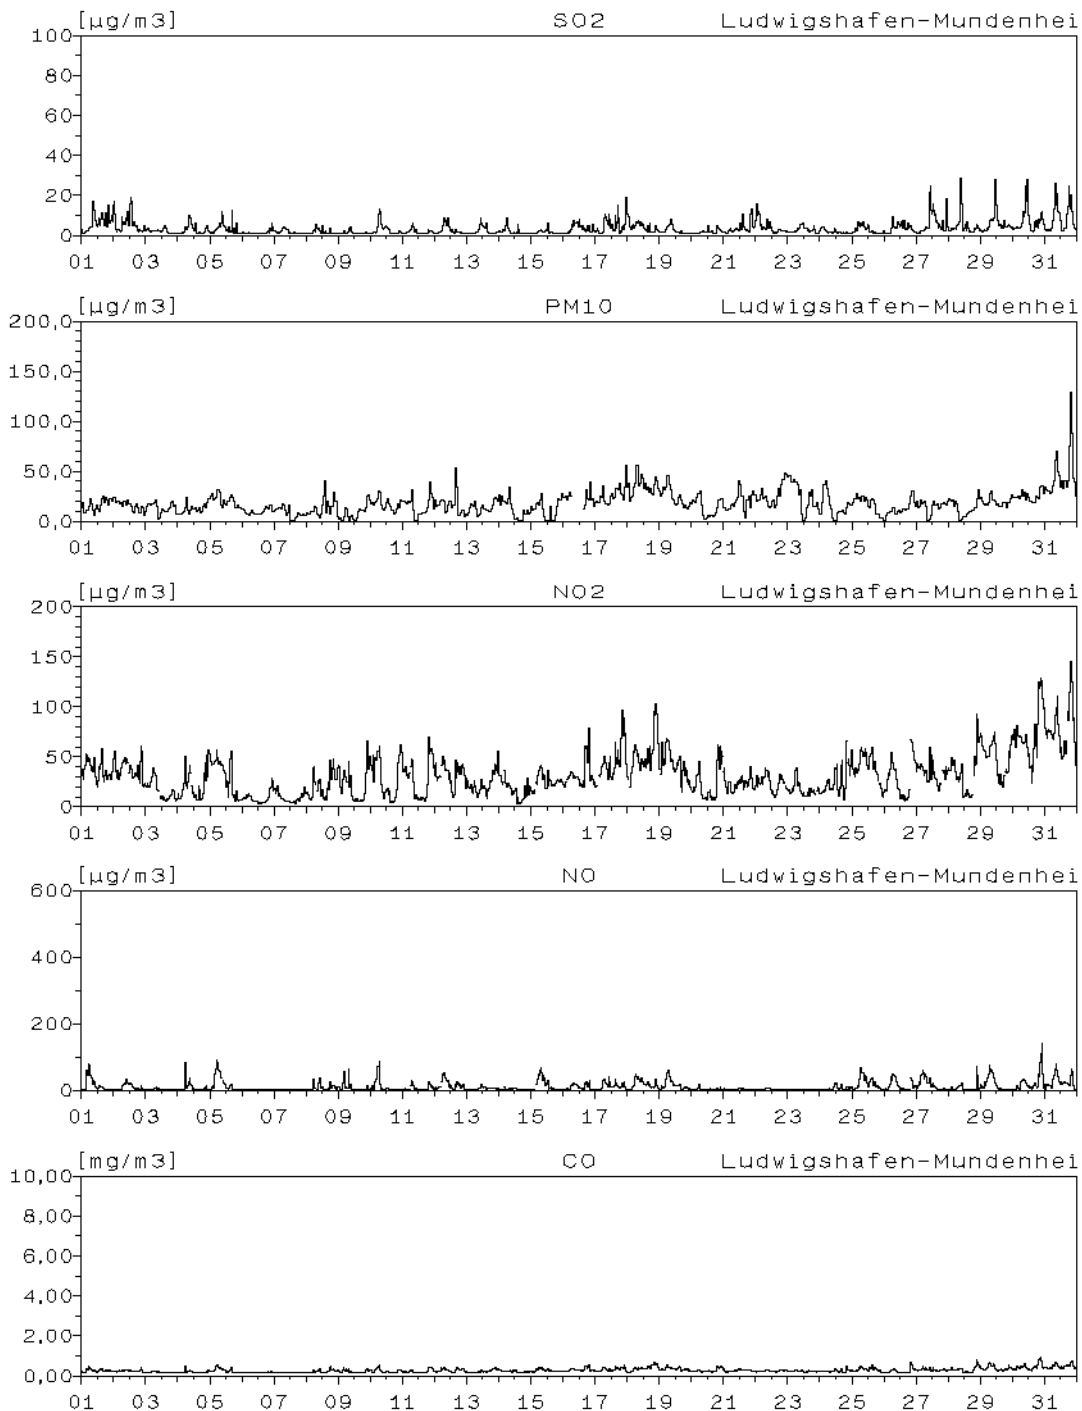 [µg/m3] SO2 Ludwigshafen-Mundenhei
100
80
60
40
20
0
01 03 05 07 09 11 13 15 17 19 21 23 25 27 29 31
[µg/m3] PM10 Ludwigshafen-Mundenhei
200,0
150,0
100,0
50,0
0,0
01 03 05 07 09 11 13 15 17 19 21 23 25 27 29 31
[µg/m3] NO2 Ludwigshafen-Mundenhei
200
150
100
50
0
01 03 05 07 09 11 13 15 17 19 21 23 25 27 29 31
[µg/m3] NO Ludwigshafen-Mundenhei
600
400
200
0
01 03 05 07 09 11 13 15 17 19 21 23 25 27 29 31
[mg/m3] CO Ludwigshafen-Mundenhei
10,00
8,00
6,00
4,00
2,00
0,00
01 03 05 07 09 11 13 15 17 19 21 23 25 27 29 31